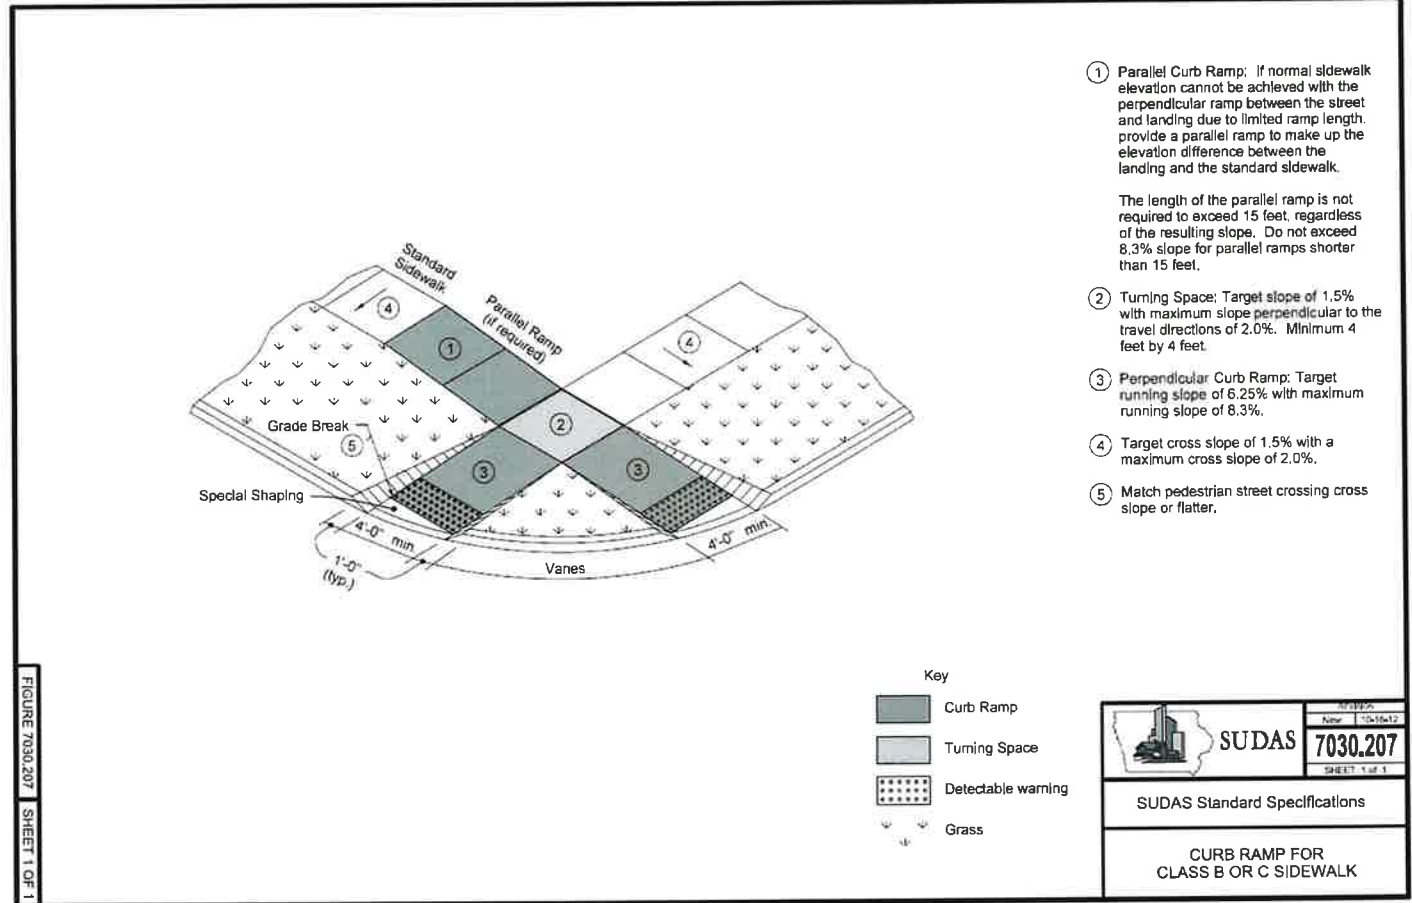 ① Parallel Curb Ramp: If normal sidewalk
elevation cannot be achieved with the
perpendicular ramp between the street
and landing due to limited ramp length,
provide a parallel ramp to make up the
elevation difference between the
landing and the standard sidewalk.
The length of the parallel ramp is not
required to exceed 15 feet, regardless
of the resulting slope. Do not exceed
8.3% slope for parallel ramps shorter
than 15 feet.
② Turning Space: Target slope of 1.5%
with maximum slope perpendicular to the
travel directions of 2.0%. Minimum 4
feet by 4 feet.
③ Perpendicular Curb Ramp: Target
running slope of 6.25% with maximum
running slope of 8.3%.
④ Target cross slope of 1.5% with a
maximum cross slope of 2.0%.
⑤ Match pedestrian street crossing cross
slope or flatter.
Standard
Sidewalk
Parallel Ramp
(if required)
④
①
④
②
Grade Break
⑤
③
③
Special Shaping
4'-0" min.
1'-0"
(typ.)
Varies
4'-0" min.
Key
Curb Ramp
Turning Space
Detectable warning
Grass
FIGURE 7030.207
SHEET 1 OF 1
SUDAS
New 10-16-12
7030.207
SHEET 1 of 1
SUDAS Standard Specifications
CURB RAMP FOR
CLASS B OR C SIDEWALK